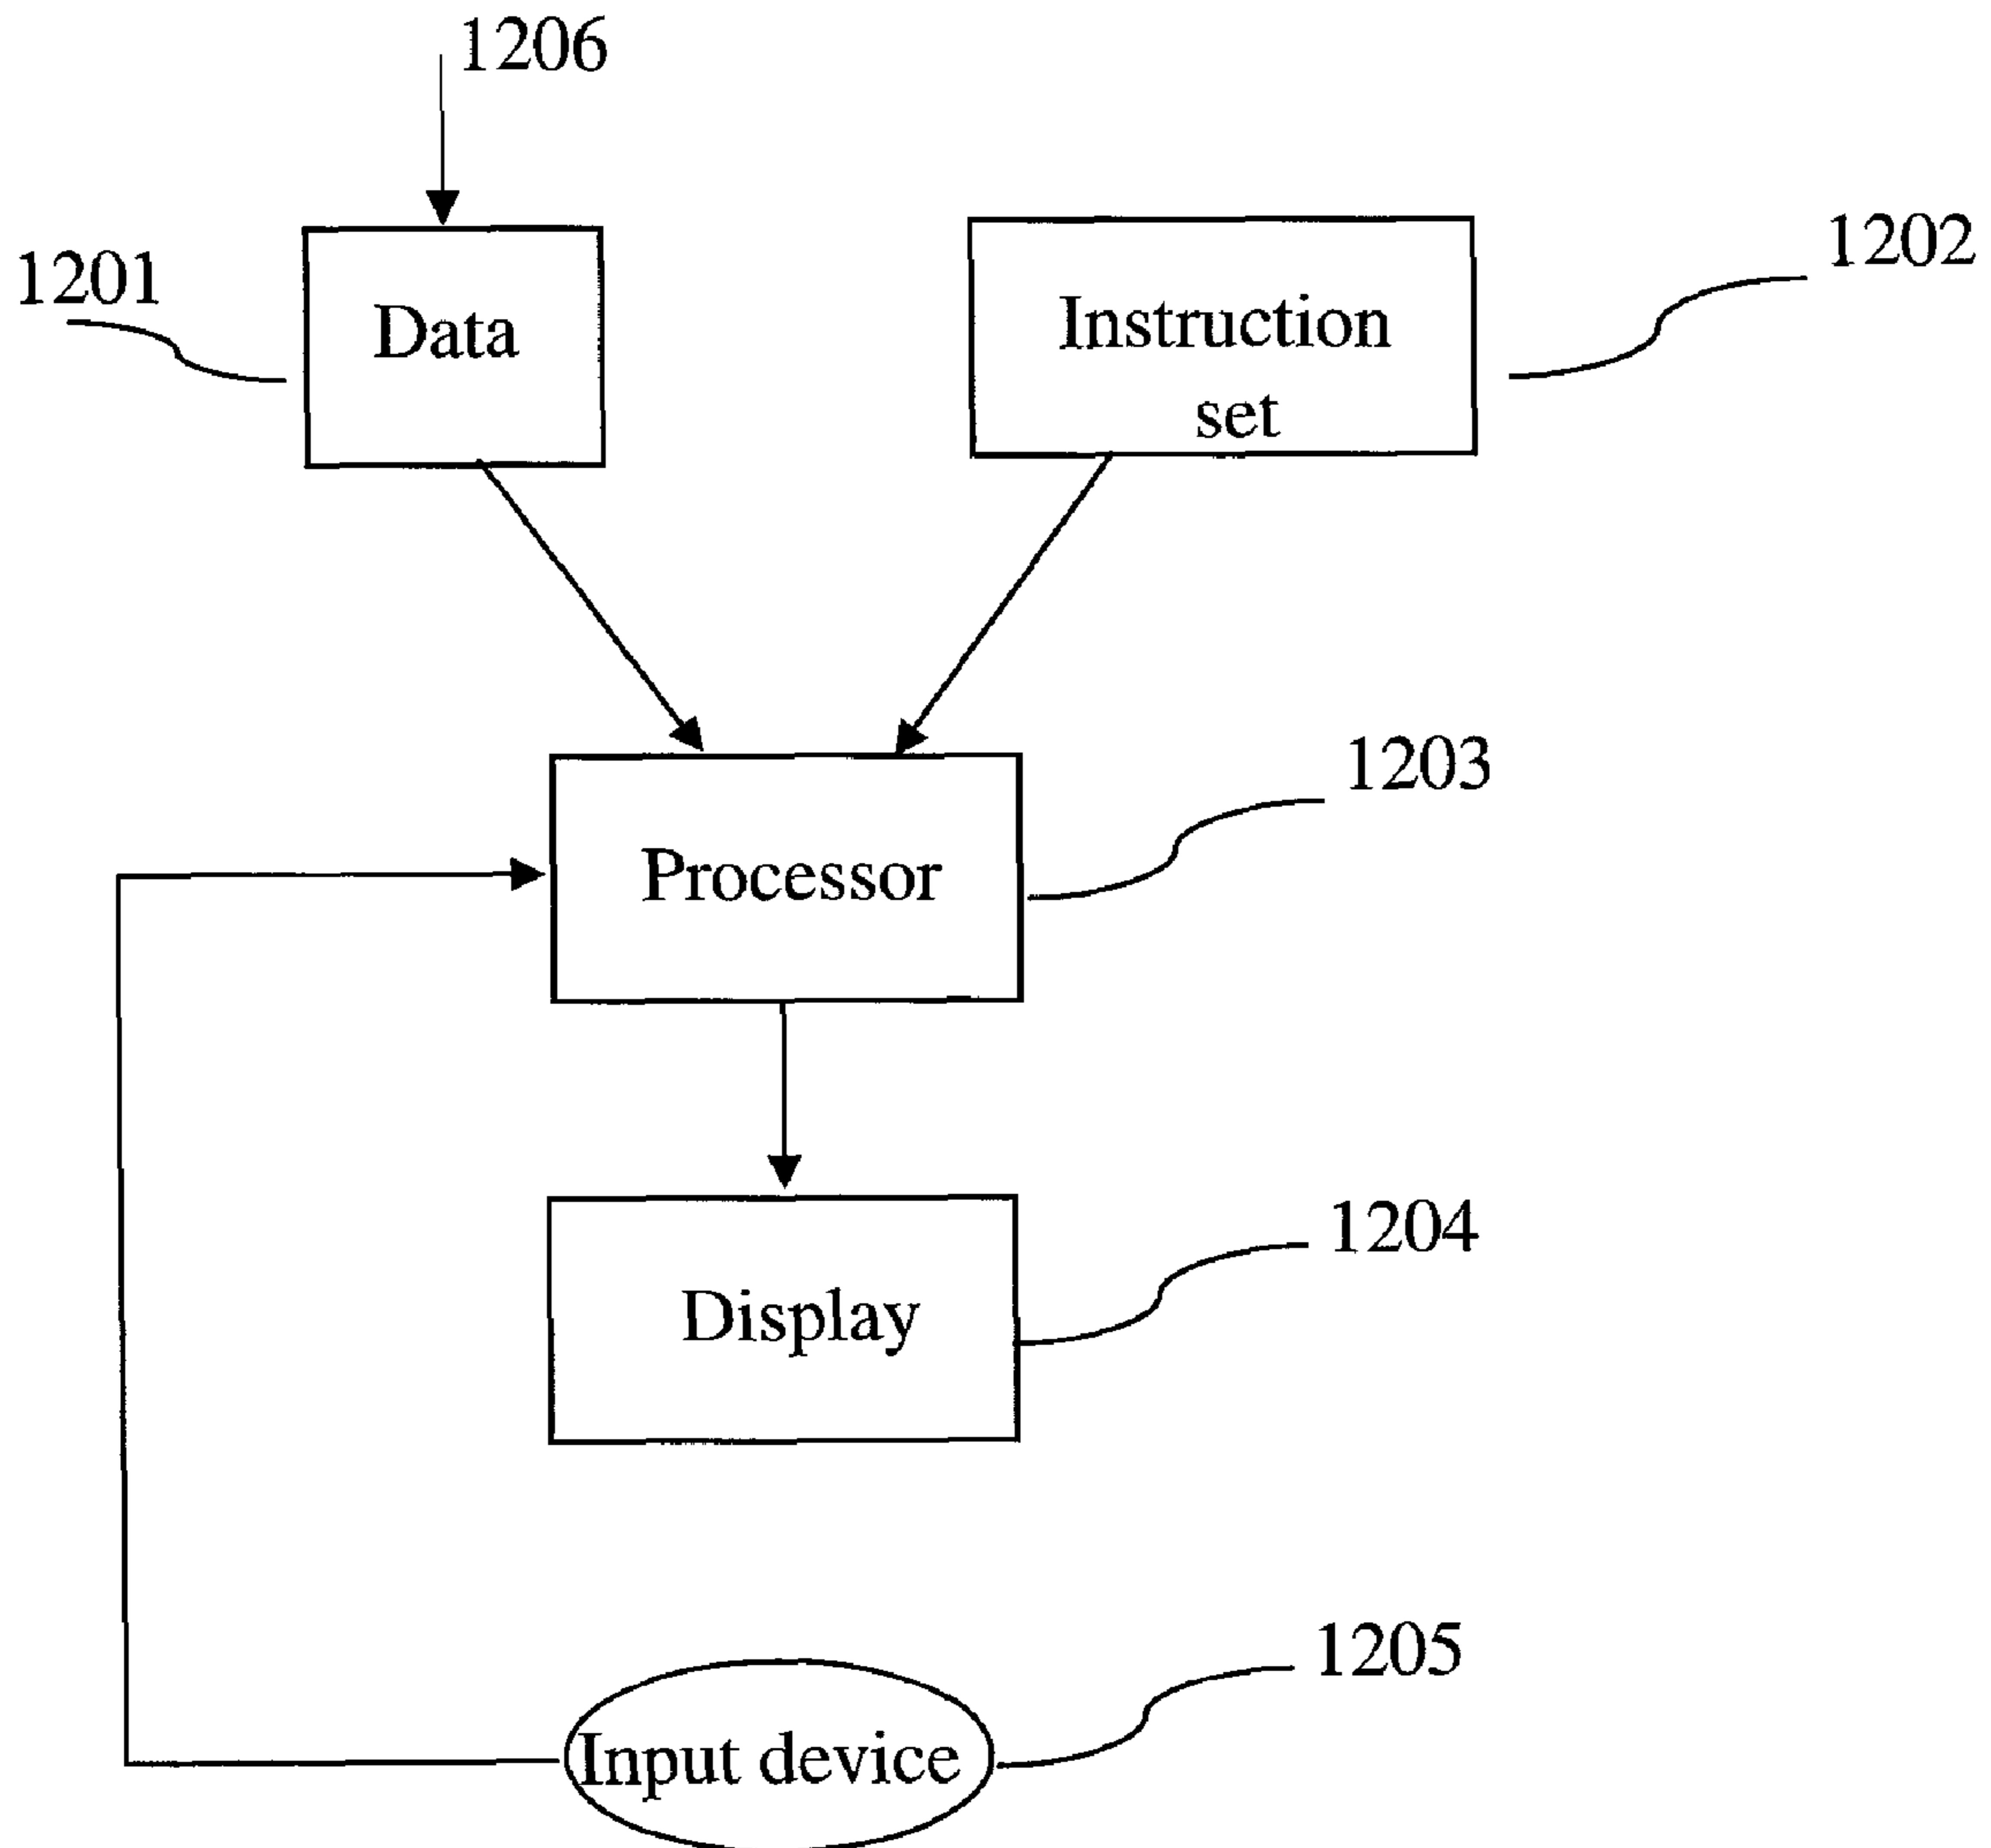 1206
1201
Data
Instruction
set
1202
1203
Processor
1204
Display
1205
Input device